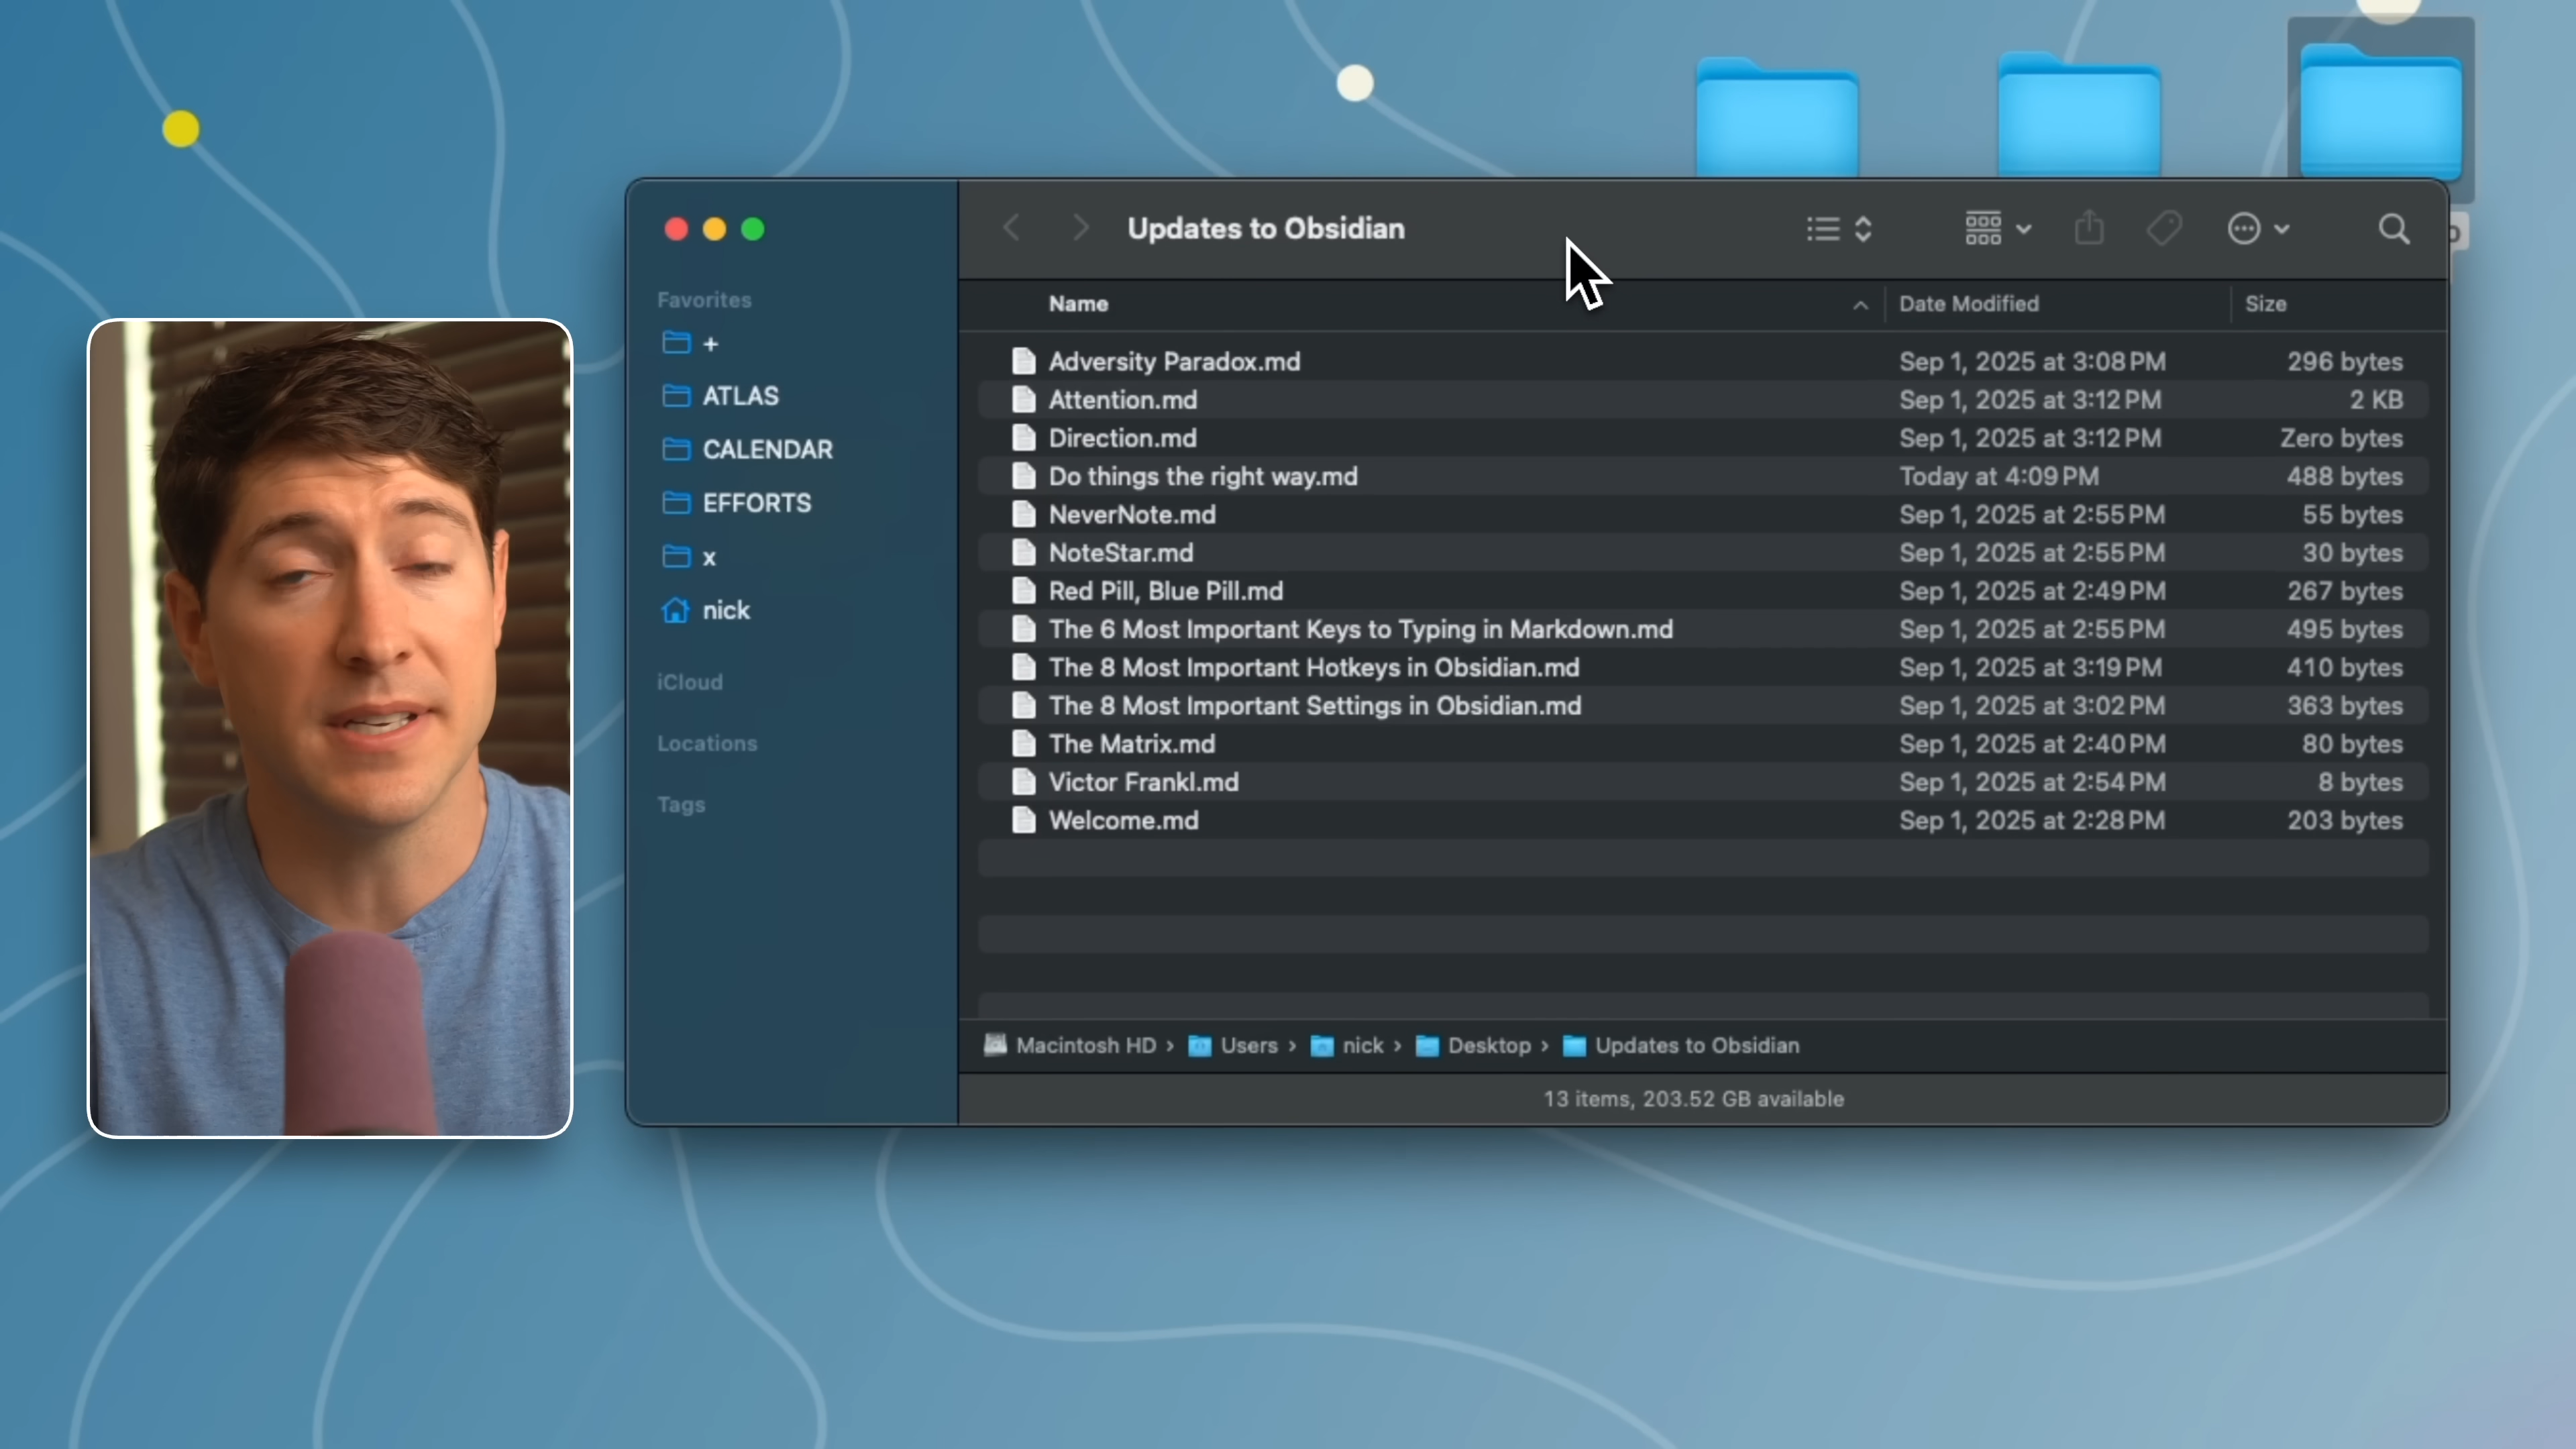 Updates to Obsidian
Favorites
+
ATLAS
CALENDAR
EFFORTS
x
nick
iCloud
Locations
Tags
Name Date Modified Size
Adversity Paradox.md Sep 1, 2025 at 3:08 PM 296 bytes
Attention.md Sep 1, 2025 at 3:12 PM 2 KB
Direction.md Sep 1, 2025 at 3:12 PM Zero bytes
Do things the right way.md Today at 4:09 PM 488 bytes
NeverNote.md Sep 1, 2025 at 2:55 PM 55 bytes
NoteStar.md Sep 1, 2025 at 2:55 PM 30 bytes
Red Pill, Blue Pill.md Sep 1, 2025 at 2:49 PM 267 bytes
The 6 Most Important Keys to Typing in Markdown.md Sep 1, 2025 at 2:55 PM 495 bytes
The 8 Most Important Hotkeys in Obsidian.md Sep 1, 2025 at 3:19 PM 410 bytes
The 8 Most Important Settings in Obsidian.md Sep 1, 2025 at 3:02 PM 363 bytes
The Matrix.md Sep 1, 2025 at 2:40 PM 80 bytes
Victor Frankl.md Sep 1, 2025 at 2:54 PM 8 bytes
Welcome.md Sep 1, 2025 at 2:28 PM 203 bytes
Macintosh HD › Users › nick › Desktop › Updates to Obsidian
13 items, 203.52 GB available